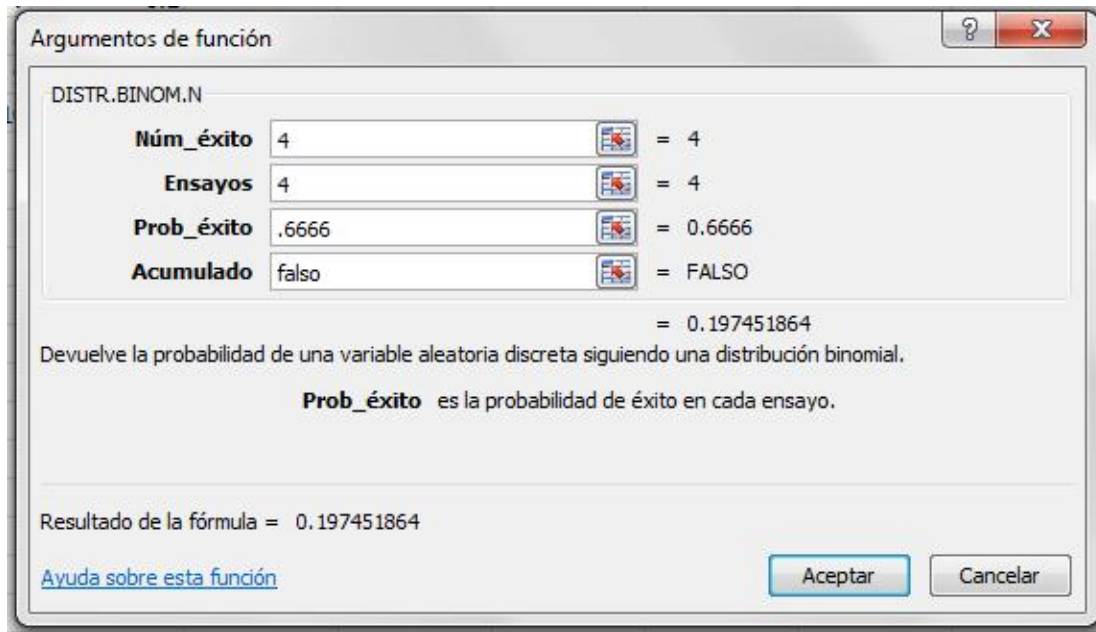 Argumentos de función
DISTR.BINOM.N
Núm_éxito 4 = 4
Ensayos 4 = 4
Prob_éxito .6666 = 0.6666
Acumulado falso = FALSO
= 0.197451864
Devuelve la probabilidad de una variable aleatoria discreta siguiendo una distribución binomial.
Prob_éxito es la probabilidad de éxito en cada ensayo.
Resultado de la fórmula = 0.197451864
Ayuda sobre esta función Aceptar Cancelar